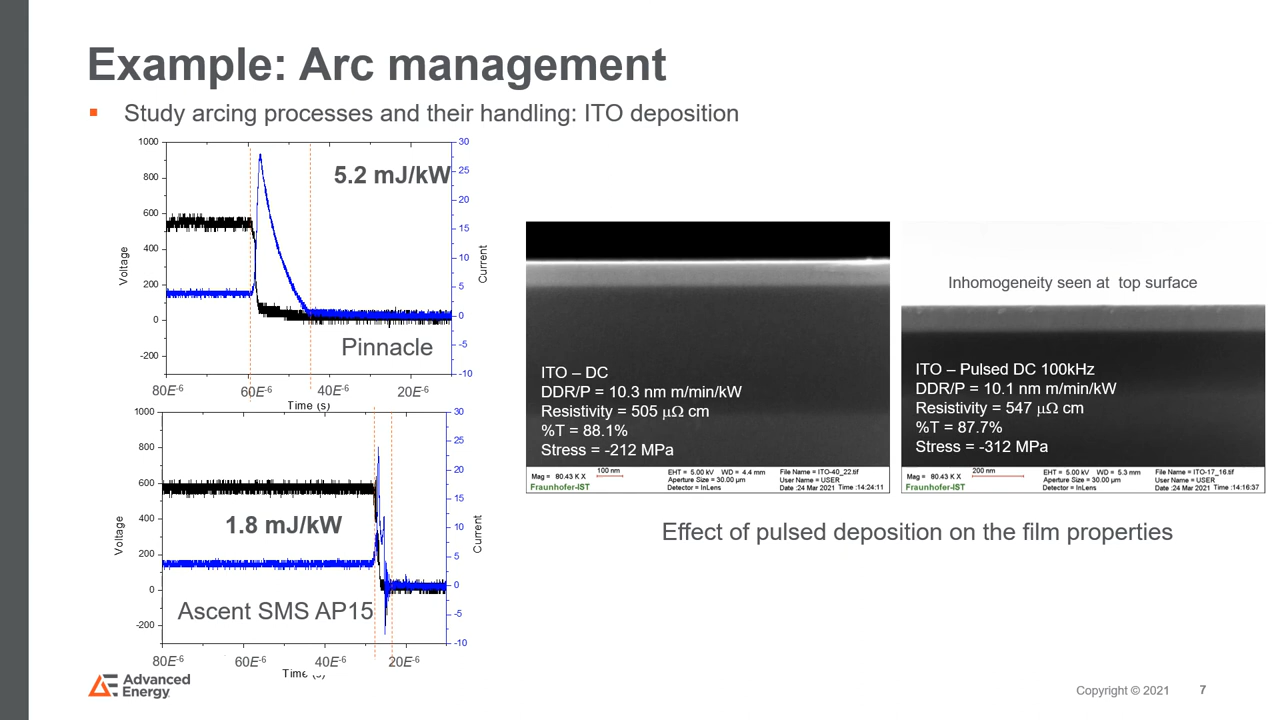 Example: Arc management
▪ Study arcing processes and their handling: ITO deposition
1000
800
600
400
200
0
-200
Voltage
30
25
20
15
10
5
0
-5
-10
Current
5.2 mJ/kW
Pinnacle
80E-6 60E-6 40E-6 20E-6
Time (s)
1000
800
600
400
200
0
-200
Voltage
30
25
20
15
10
5
0
-5
-10
Current
1.8 mJ/kW
Ascent SMS AP15
80E-6 60E-6 40E-6 20E-6
Time (s)
ITO – DC
DDR/P = 10.3 nm m/min/kW
Resistivity = 505 μΩ cm
%T = 88.1%
Stress = -212 MPa
100 nm
Mag = 80.43 K X
Fraunhofer-IST
EHT = 5.00 kV WD = 4.4 mm
Aperture Size = 30.00 μm
Detector = InLens
File Name = ITO-40_22.tif
User Name = USER
Date :24 Mar 2021 Time :14:24:11
Inhomogeneity seen at top surface
ITO – Pulsed DC 100kHz
DDR/P = 10.1 nm m/min/kW
Resistivity = 547 μΩ cm
%T = 87.7%
Stress = -312 MPa
200 nm
Mag = 80.43 K X
Fraunhofer-IST
EHT = 5.00 kV WD = 5.3 mm
Aperture Size = 30.00 μm
Detector = InLens
File Name = ITO-17_16.tif
User Name = USER
Date :24 Mar 2021 Time :14:16:37
Effect of pulsed deposition on the film properties
Advanced
Energy
Copyright © 2021 7